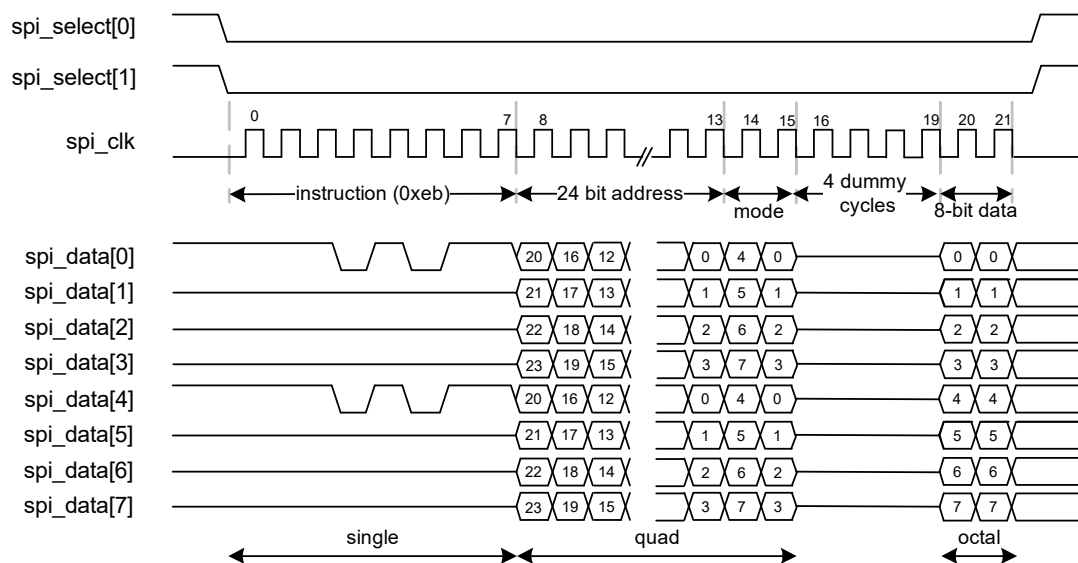 spi_select[0]
spi_select[1]
spi_clk
0 7 8 13 14 15 16 19 20 21
instruction (0xeb) 24 bit address mode 4 dummy cycles 8-bit data
spi_data[0] 20 16 12 0 4 0 0 0
spi_data[1] 21 17 13 1 5 1 1 1
spi_data[2] 22 18 14 2 6 2 2 2
spi_data[3] 23 19 15 3 7 3 3 3
spi_data[4] 20 16 12 0 4 0 4 4
spi_data[5] 21 17 13 1 5 1 5 5
spi_data[6] 22 18 14 2 6 2 6 6
spi_data[7] 23 19 15 3 7 3 7 7
single quad octal